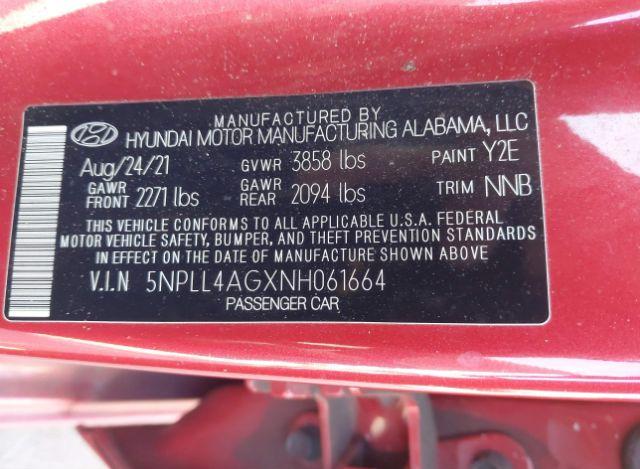 MANUFACTURED BY
HYUNDAI MOTOR MANUFACTURING ALABAMA, LLC
Aug/24/21 GVWR 3858 lbs PAINT Y2E
GAWR FRONT 2271 lbs GAWR REAR 2094 lbs TRIM NNB
THIS VEHICLE CONFORMS TO ALL APPLICABLE U.S.A. FEDERAL
MOTOR VEHICLE SAFETY, BUMPER, AND THEFT PREVENTION STANDARDS
IN EFFECT ON THE DATE OF MANUFACTURE SHOWN ABOVE
V.I.N 5NPLL4AGXNH061664
PASSENGER CAR